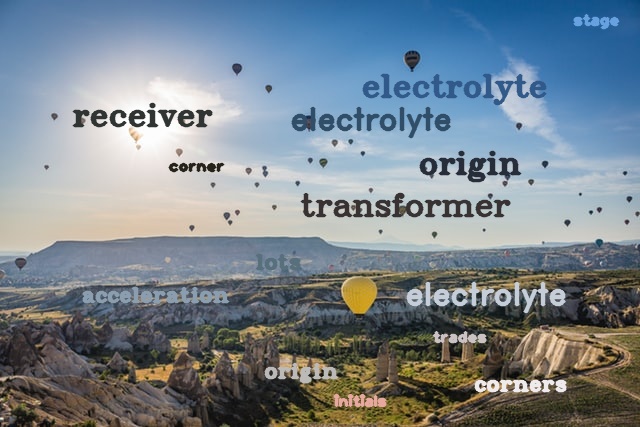 stage
electrolyte
receiver
electrolyte
corner
origin
transformer
lots
acceleration
electrolyte
trades
origin
corners
initials